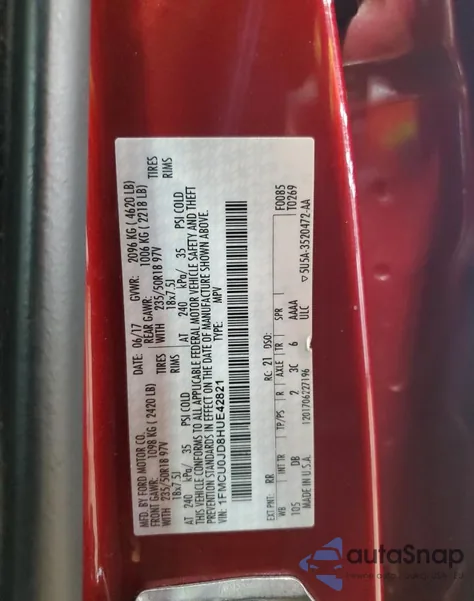 MFD. BY FORD MOTOR CO.
DATE: 06/17 GVWR: 2096 KG ( 4620 LB)
FRONT GAWR: 1098 KG (2420 LB) REAR GAWR: 1006 KG ( 2218 LB)
WITH 235/50R18 97V TIRES WITH 235/50R18 97V TIRES
18x7.5J RIMS 18x7.5J RIMS
AT 240 kPa/ 35 PSI COLD AT 240 kPa/ 35 PSI COLD
THIS VEHICLE CONFORMS TO ALL APPLICABLE FEDERAL MOTOR VEHICLE SAFETY AND THEFT
PREVENTION STANDARDS IN EFFECT ON THE DATE OF MANUFACTURE SHOWN ABOVE.
VIN: 1FMCU0JD8HUE42821
TYPE: MPV
F0085
T0269
EXT PNT: RR RC: 21 DSO:
WB INT TR TP/PS R AXLE TR SPR
105 DB 2 3C 6 AAAA
MADE IN U.S.A. 1201706227196 ULC
▽5U5A-3520472-AA
autoSnap